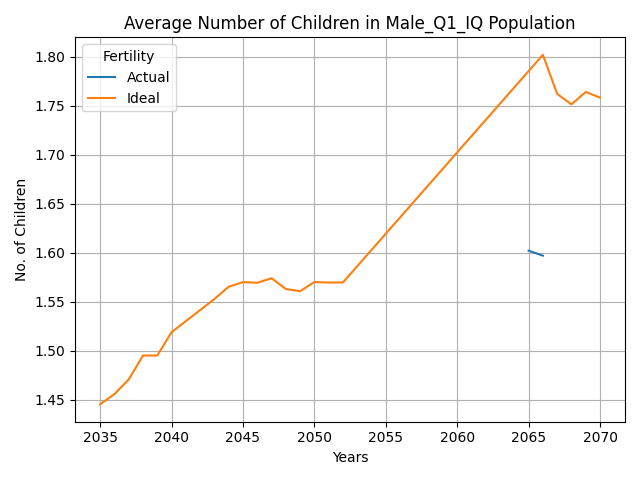 Average Number of Children in Male_Q1_IQ Population
Fertility
Actual
Ideal
No. of Children
1.80
1.75
1.70
1.65
1.60
1.55
1.50
1.45
2035 2040 2045 2050 2055 2060 2065 2070
Years